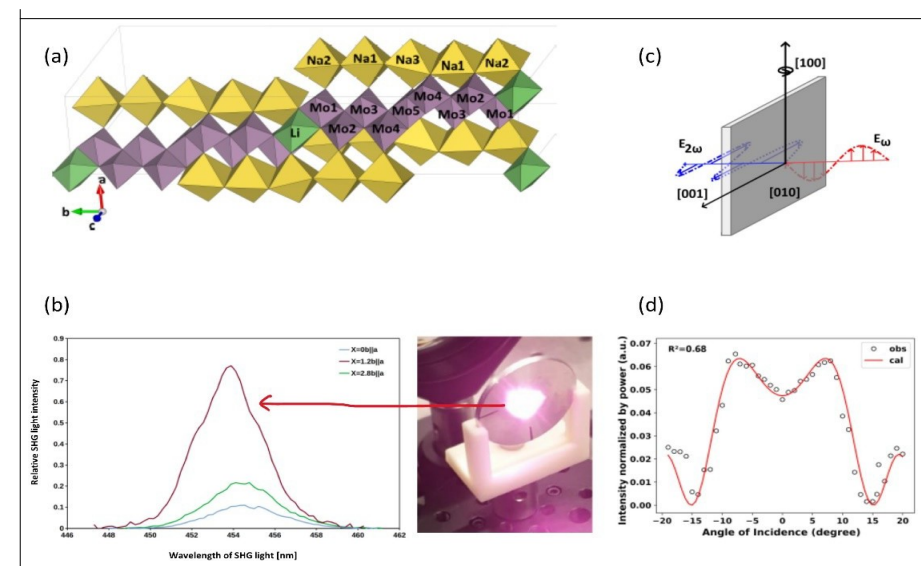 (a)
Na2 Na1 Na3 Na1 Na2
Mo1 Mo3 Mo4 Mo2
Li Mo2 Mo4 Mo5 Mo3 Mo1
a
b
c
(c)
[100]
E2ω
Eω
[001]
[010]
(b)
Relative SHG light intensity
0.9
0.8
0.7
0.6
0.5
0.4
0.3
0.2
0.1
0
446 448 450 452 454 456 458 460 462
Wavelength of SHG light [nm]
X=0b||a
X=1.2b||a
X=2.8b||a
(d)
Intensity normalized by power (a.u.)
R²=0.68
obs
cal
0.07
0.06
0.05
0.04
0.03
0.02
0.01
0.00
−20 −15 −10 −5 0 5 10 15 20
Angle of Incidence (degree)